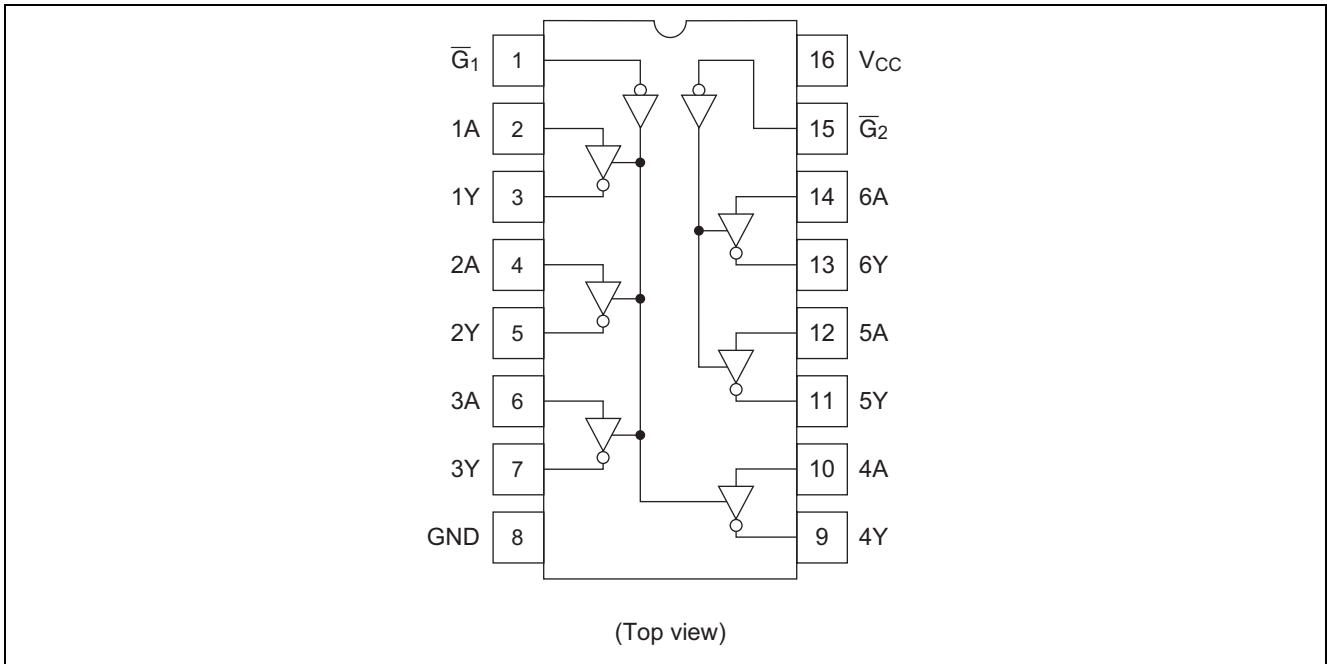 G̅1 1 16 VCC
1A 2 15 G̅2
1Y 3 14 6A
2A 4 13 6Y
2Y 5 12 5A
3A 6 11 5Y
3Y 7 10 4A
GND 8 9 4Y
(Top view)